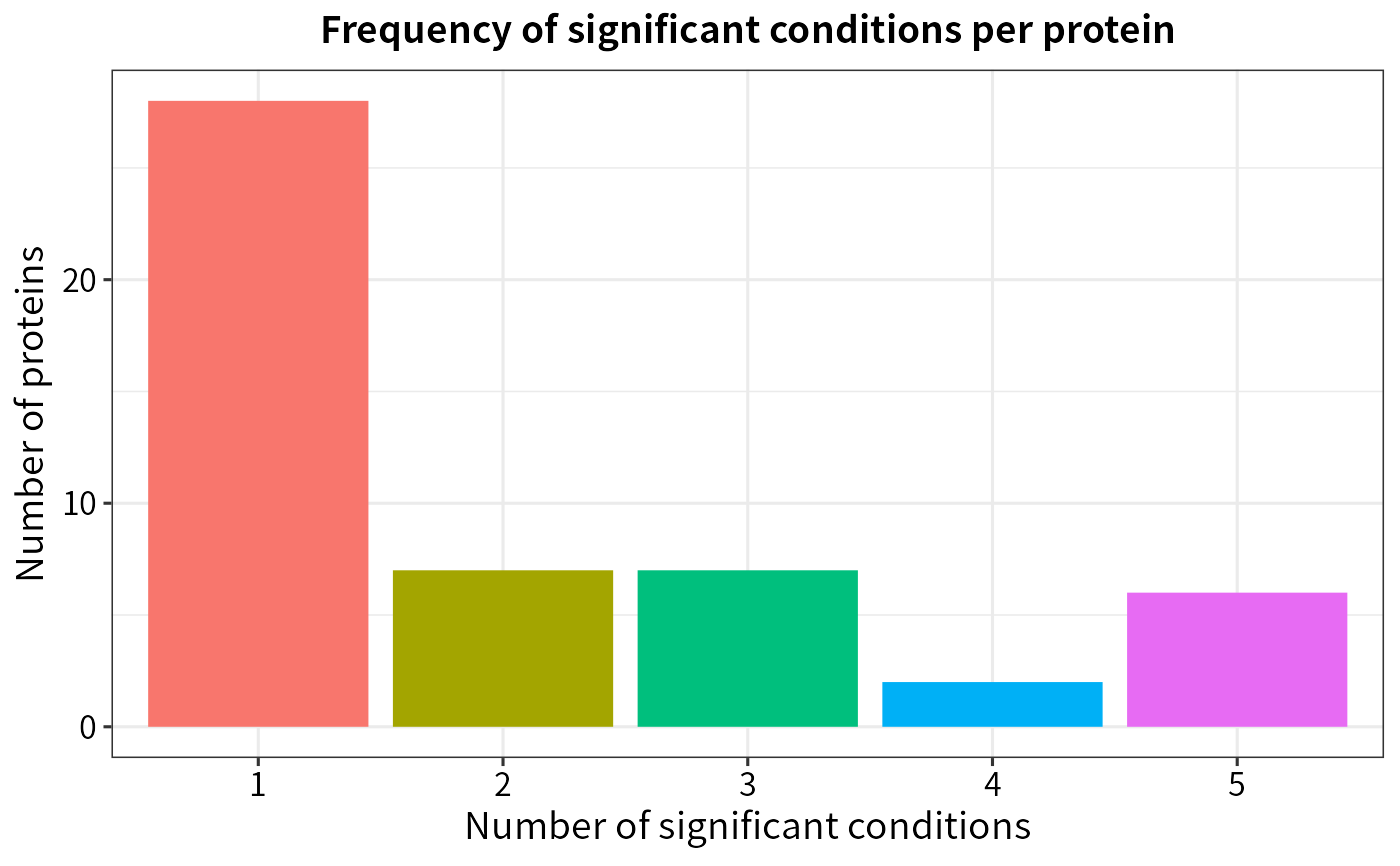 Frequency of significant conditions per protein
Number of proteins
20
10
0
1 2 3 4 5
Number of significant conditions